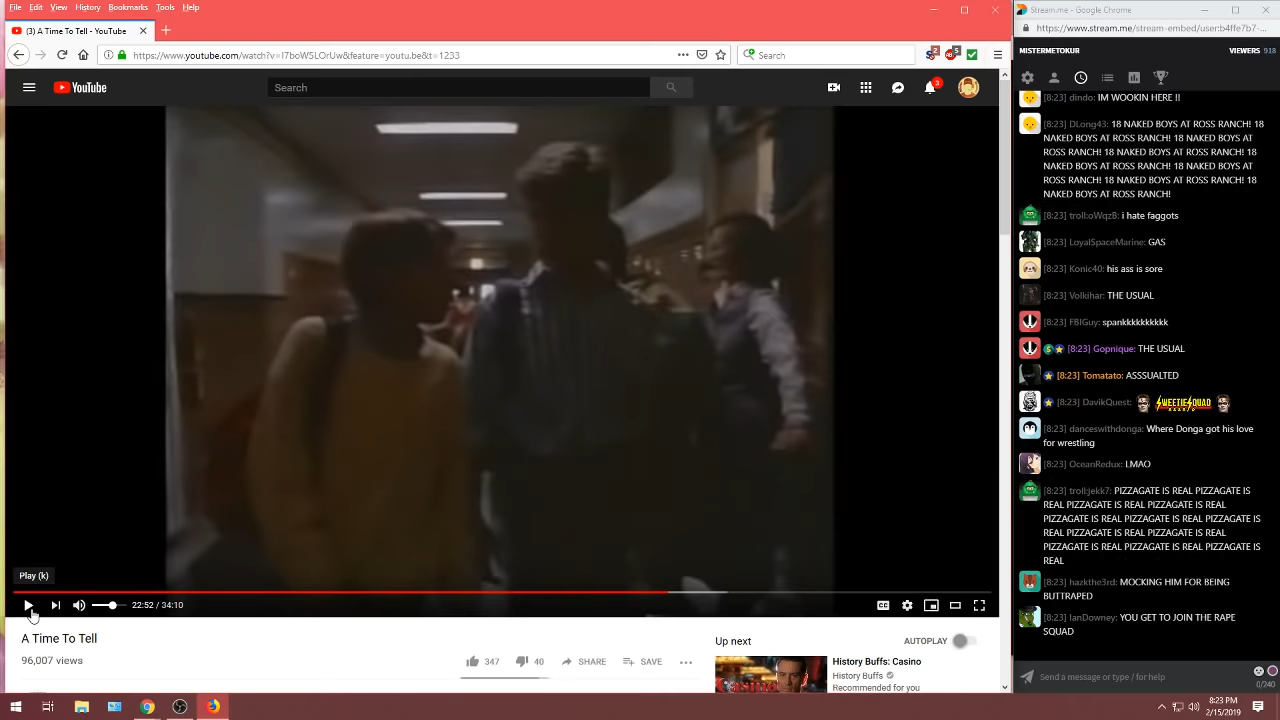 File Edit View History Bookmarks Tools Help
(3) A Time To Tell - YouTube
https://www.youtube.com/watch?v=I7boW5LOrUw&feature=youtu.be&t=1233
Search
2
5
YouTube
Search
3
Play (k)
22:52 / 34:10
CC
A Time To Tell
96,007 views
347
40
SHARE
SAVE
Up next
AUTOPLAY
History Buffs: Casino
History Buffs
Recommended for you
Stream.me - Google Chrome
https://www.stream.me/stream-embed/user:b4ffe7b7-
MISTERMETOKUR
VIEWERS 918
[8:23] dindo: IM WOOKIN HERE !!
[8:23] DLong43: 18 NAKED BOYS AT ROSS RANCH! 18
NAKED BOYS AT ROSS RANCH! 18 NAKED BOYS AT
ROSS RANCH! 18 NAKED BOYS AT ROSS RANCH! 18
NAKED BOYS AT ROSS RANCH! 18 NAKED BOYS AT
ROSS RANCH! 18 NAKED BOYS AT ROSS RANCH! 18
NAKED BOYS AT ROSS RANCH!
[8:23] troll:oWqzB: i hate faggots
[8:23] LoyalSpaceMarine: GAS
[8:23] Konic40: his ass is sore
[8:23] Volkihar: THE USUAL
[8:23] FBIGuy: spankkkkkkkkkk
S [8:23] Gopnique: THE USUAL
[8:23] Tomatato: ASSSUALTED
[8:23] DavikQuest: SWEETIE SQUAD
[8:23] danceswithdonga: Where Donga got his love
for wrestling
[8:23] OceanRedux: LMAO
[8:23] troll:jekk7: PIZZAGATE IS REAL PIZZAGATE IS
REAL PIZZAGATE IS REAL PIZZAGATE IS REAL
PIZZAGATE IS REAL PIZZAGATE IS REAL PIZZAGATE IS
REAL PIZZAGATE IS REAL PIZZAGATE IS REAL
PIZZAGATE IS REAL PIZZAGATE IS REAL PIZZAGATE IS
REAL
[8:23] hazkthe3rd: MOCKING HIM FOR BEING
BUTTRAPED
[8:23] IanDowney: YOU GET TO JOIN THE RAPE
SQUAD
Send a message or type / for help
0/240
8:23 PM
2/15/2019